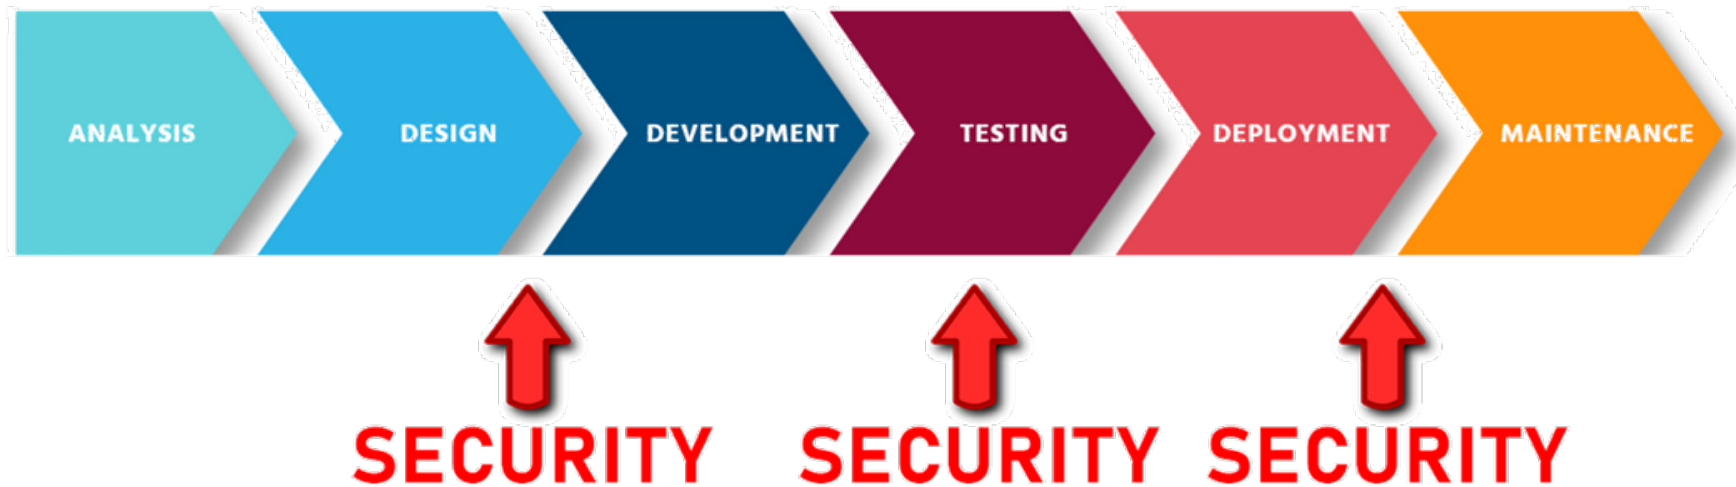 ANALYSIS DESIGN DEVELOPMENT TESTING DEPLOYMENT MAINTENANCE
SECURITY SECURITY SECURITY